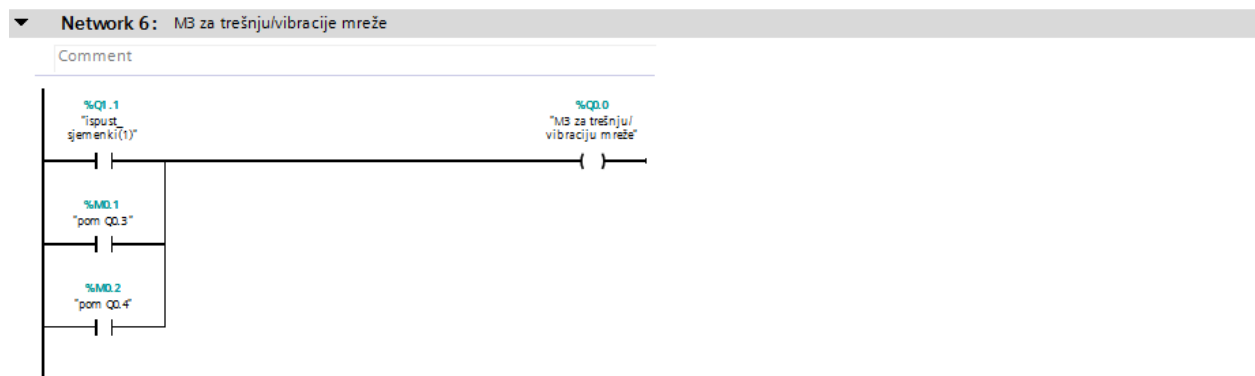 Network 6: M3 za trešnju/vibracije mreže
Comment
%Q1.1
"ispust_
sjemenki(1)"
%Q0.0
"M3 za trešnju/
vibraciju mreže"
%M0.1
"pom Q0.3"
%M0.2
"pom Q0.4"